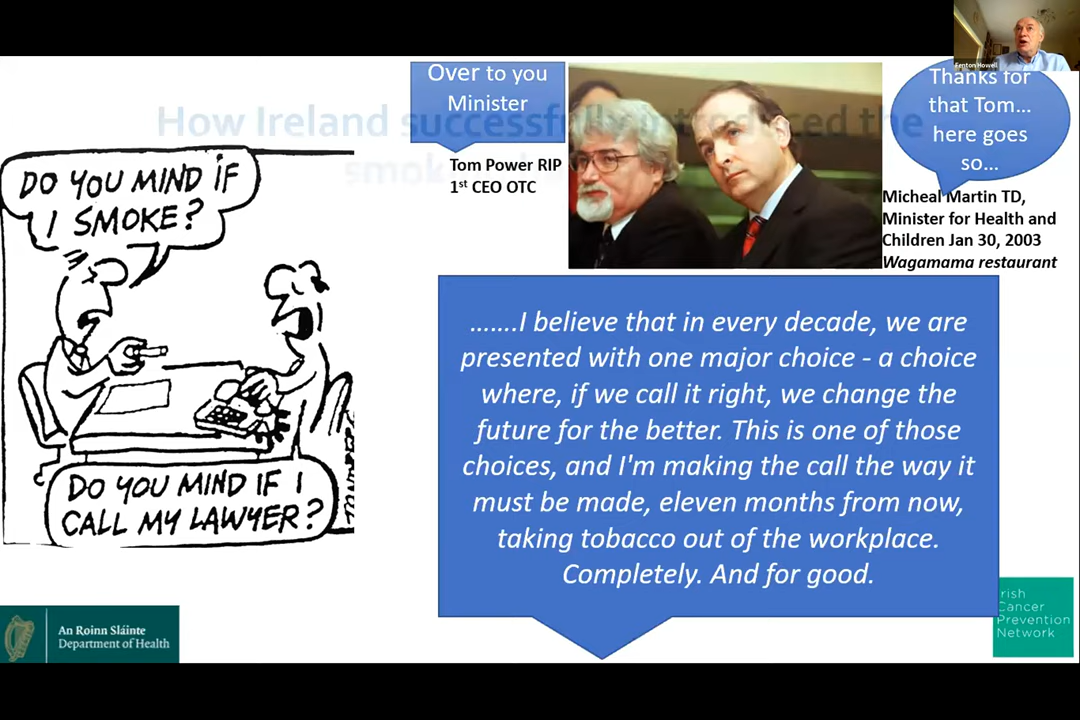 Fenton Howell
How Ireland successfully introduced the
smok
Over to you
Minister
Thanks for
that Tom...
here goes
so...
Tom Power RIP
1st CEO OTC
Micheal Martin TD,
Minister for Health and
Children Jan 30, 2003
Wagamama restaurant
DO YOU MIND IF
I SMOKE?
DO YOU MIND IF I
CALL MY LAWYER?
.......I believe that in every decade, we are
presented with one major choice - a choice
where, if we call it right, we change the
future for the better. This is one of those
choices, and I'm making the call the way it
must be made, eleven months from now,
taking tobacco out of the workplace.
Completely. And for good.
An Roinn Sláinte
Department of Health
Irish
Cancer
Prevention
Network